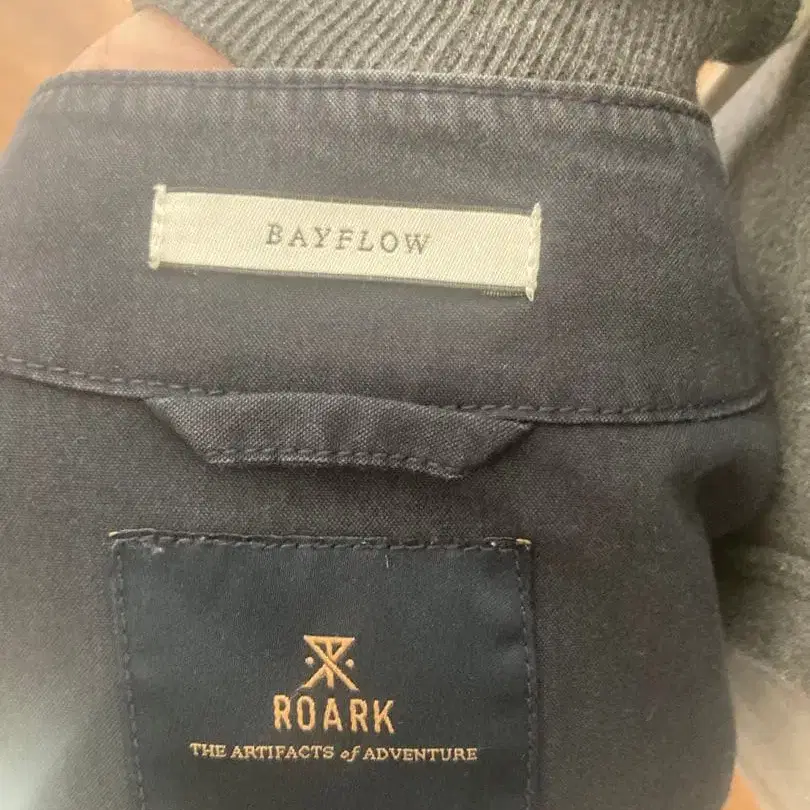 BAYFLOW
ROARK
THE ARTIFACTS of ADVENTURE